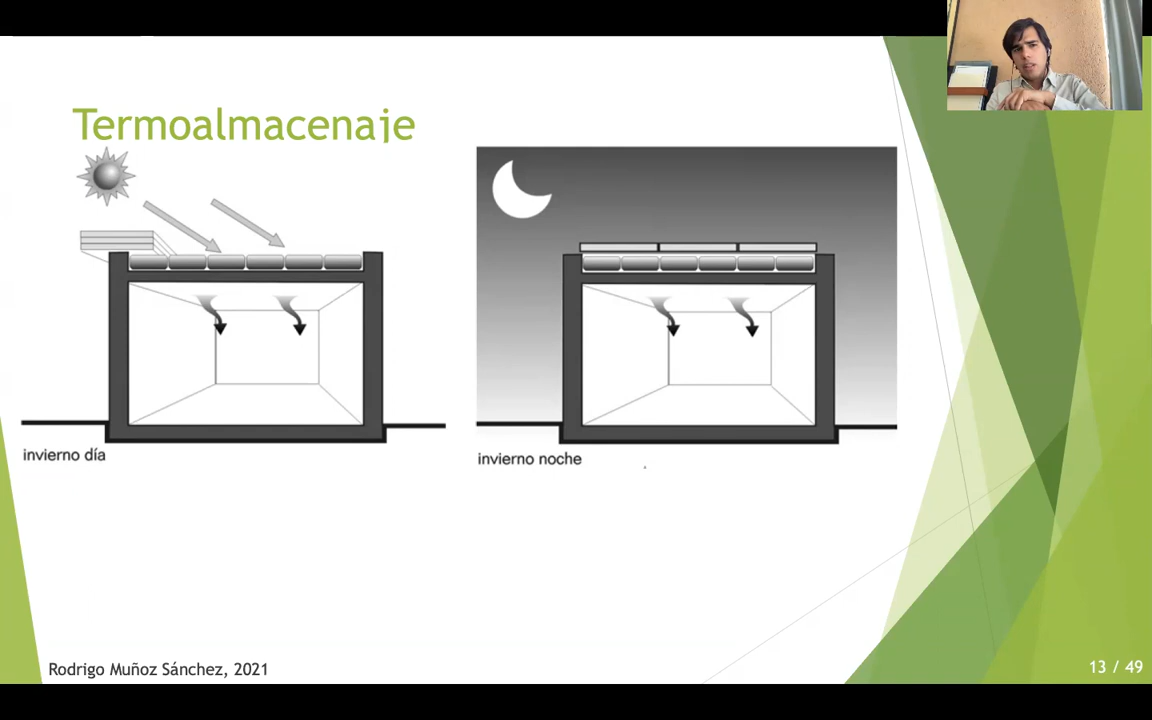 Termoalmacenaje
invierno día
invierno noche
Rodrigo Muñoz Sánchez, 2021
13 / 49